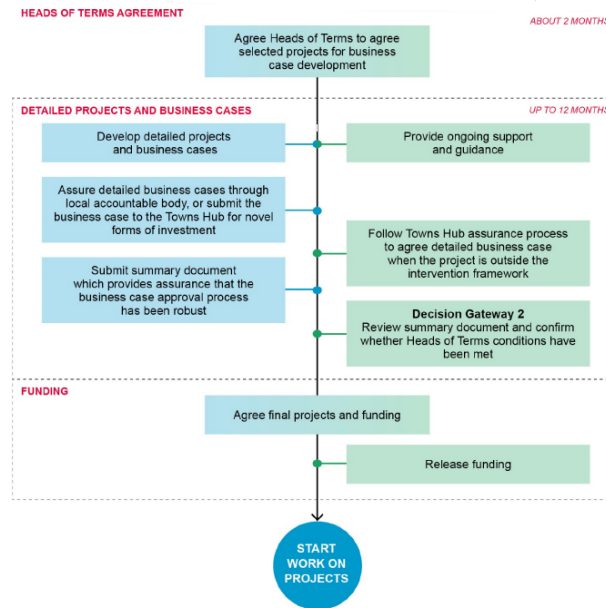 HEADS OF TERMS AGREEMENT
ABOUT 2 MONTHS
Agree Heads of Terms to agree
selected projects for business
case development
DETAILED PROJECTS AND BUSINESS CASES
UP TO 12 MONTHS
Develop detailed projects
and business cases
Provide ongoing support
and guidance
Assure detailed business cases through
local accountable body, or submit the
business case to the Towns Hub for novel
forms of investment
Follow Towns Hub assurance process
to agree detailed business case
when the project is outside the
intervention framework
Submit summary document
which provides assurance that the
business case approval process
has been robust
Decision Gateway 2
Review summary document and confirm
whether Heads of Terms conditions have
been met
FUNDING
Agree final projects and funding
Release funding
START
WORK ON
PROJECTS